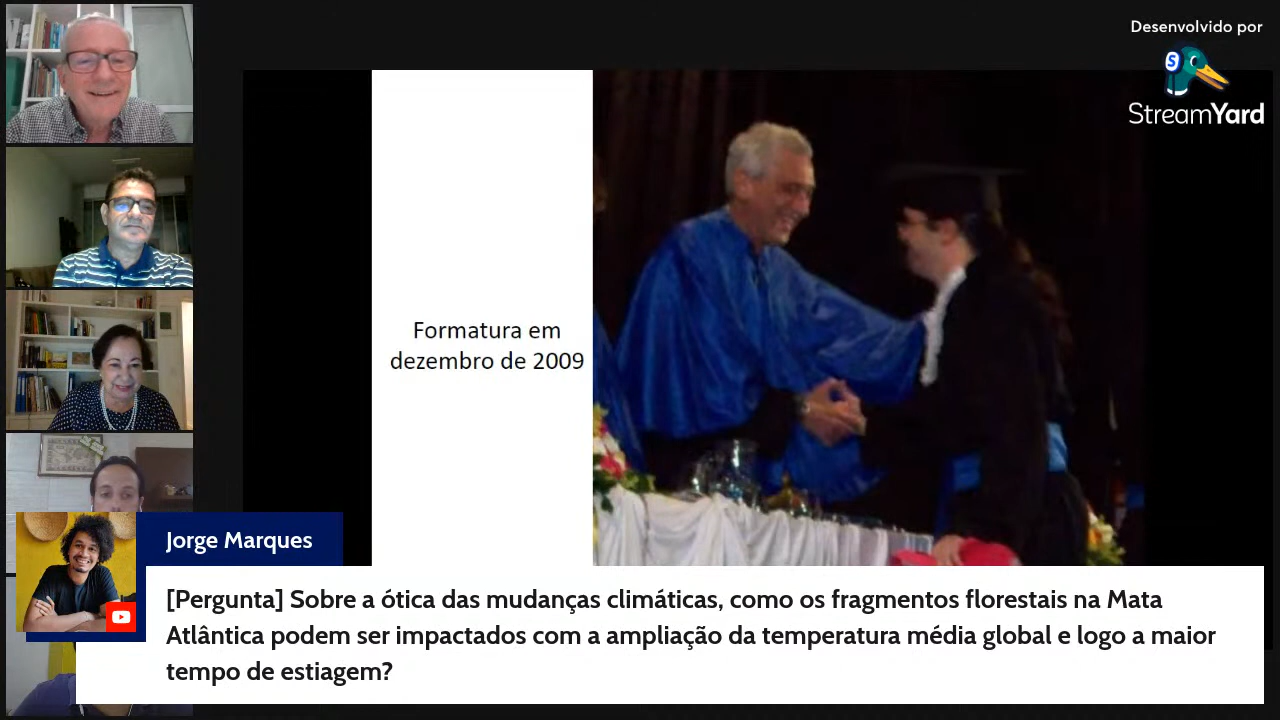 Desenvolvido por
S
StreamYard
Formatura em
dezembro de 2009
Jorge Marques
[Pergunta] Sobre a ótica das mudanças climáticas, como os fragmentos florestais na Mata
Atlântica podem ser impactados com a ampliação da temperatura média global e logo a maior
tempo de estiagem?